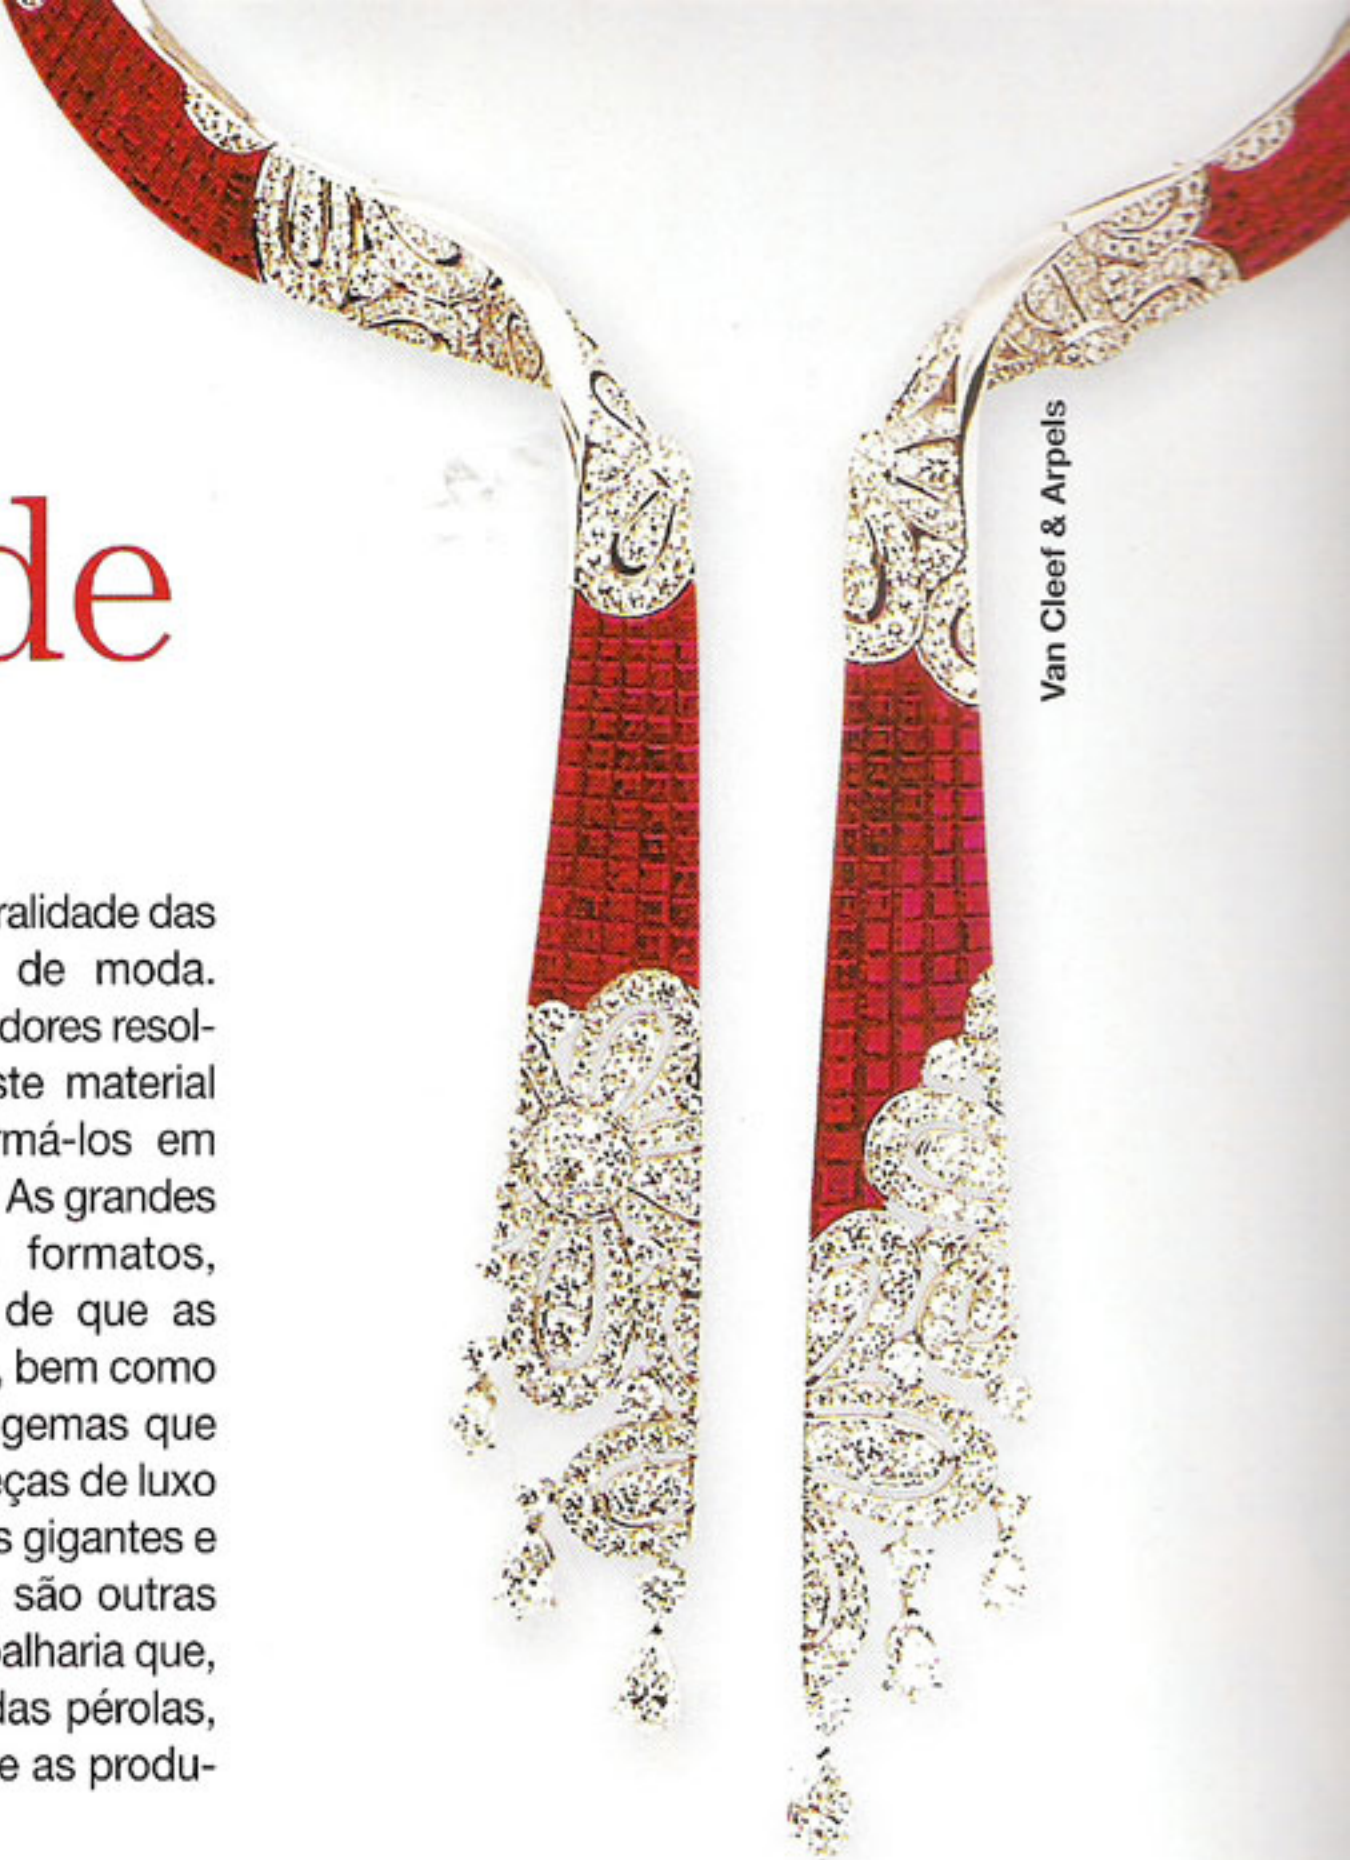 de
ralidade das
de moda.
dores resol-
ste material
rmá-los em
As grandes
formatos,
de que as
, bem como
gemas que
eças de luxo
s gigantes e
são outras
alharia que,
das pérolas,
e as produ-
Van Cleef & Arpels